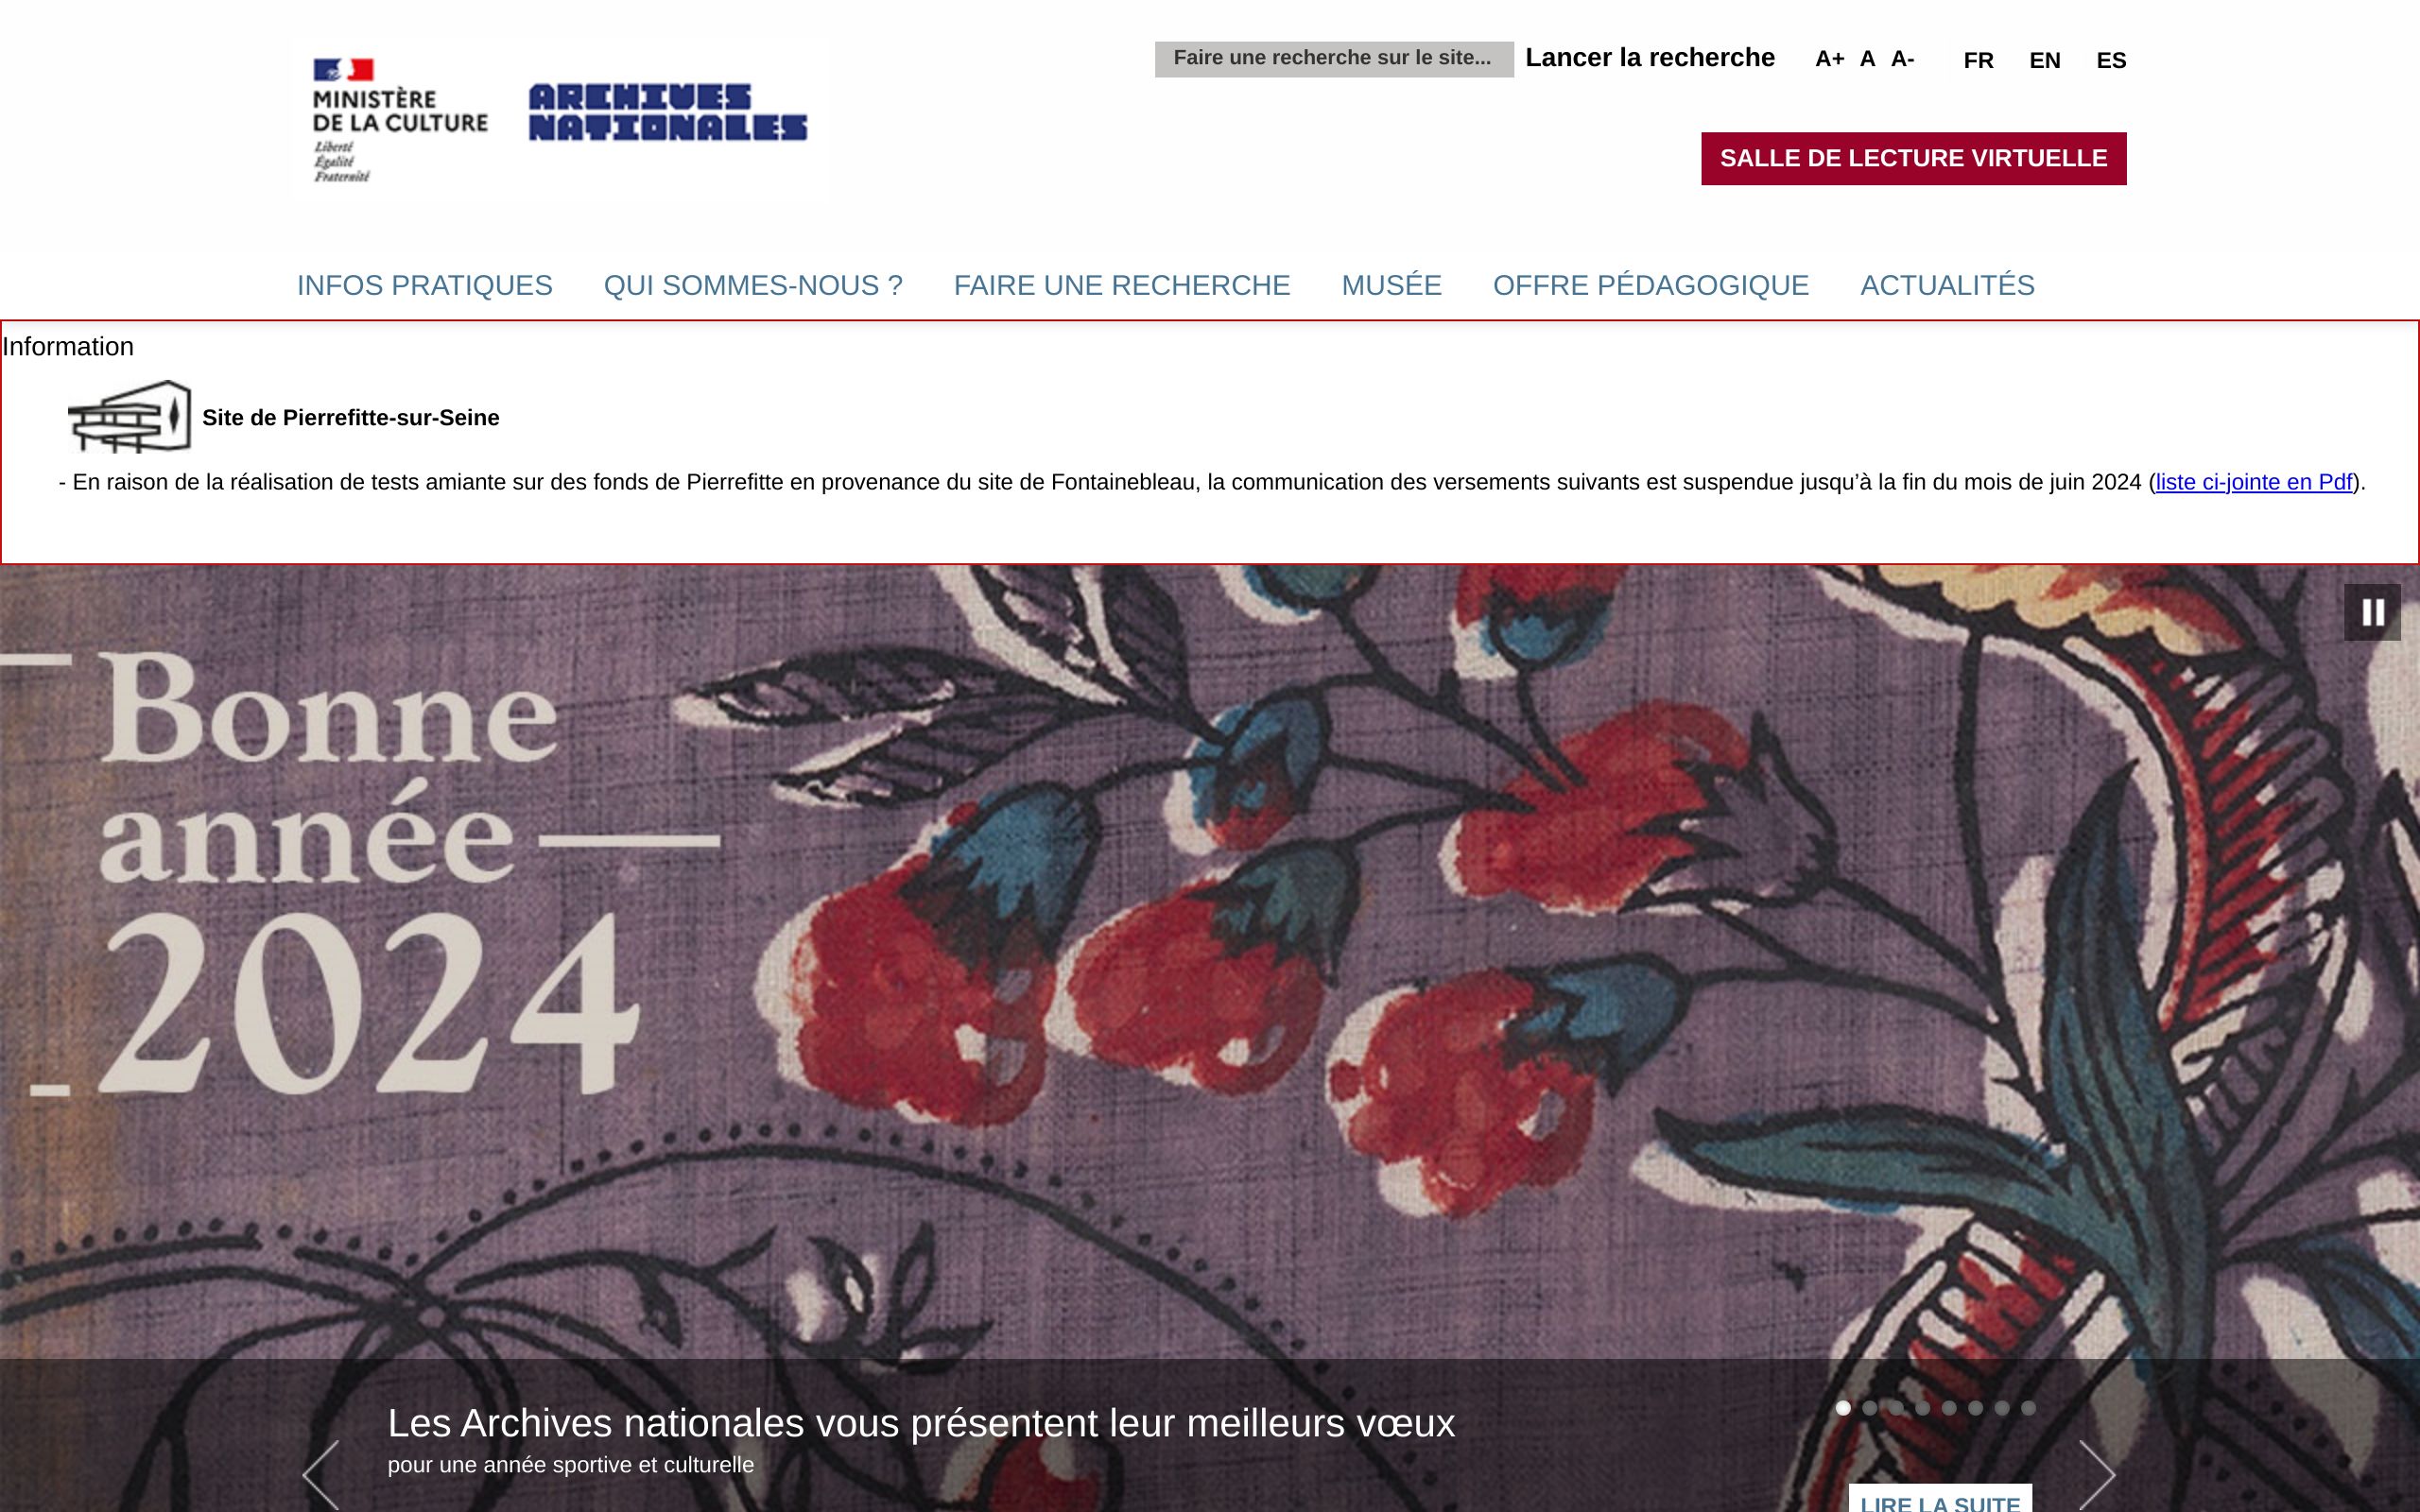 MINISTÈRE
DE LA CULTURE
Liberté
Égalité
Fraternité
ARCHIVES
NATIONALES
Faire une recherche sur le site... Lancer la recherche A+ A A- FR EN ES
SALLE DE LECTURE VIRTUELLE
INFOS PRATIQUES QUI SOMMES-NOUS ? FAIRE UNE RECHERCHE MUSÉE OFFRE PÉDAGOGIQUE ACTUALITÉS
Information
Site de Pierrefitte-sur-Seine
- En raison de la réalisation de tests amiante sur des fonds de Pierrefitte en provenance du site de Fontainebleau, la communication des versements suivants est suspendue jusqu’à la fin du mois de juin 2024 (liste ci-jointe en Pdf).
Bonne
année
2024
Les Archives nationales vous présentent leur meilleurs vœux
pour une année sportive et culturelle
LIRE LA SUITE